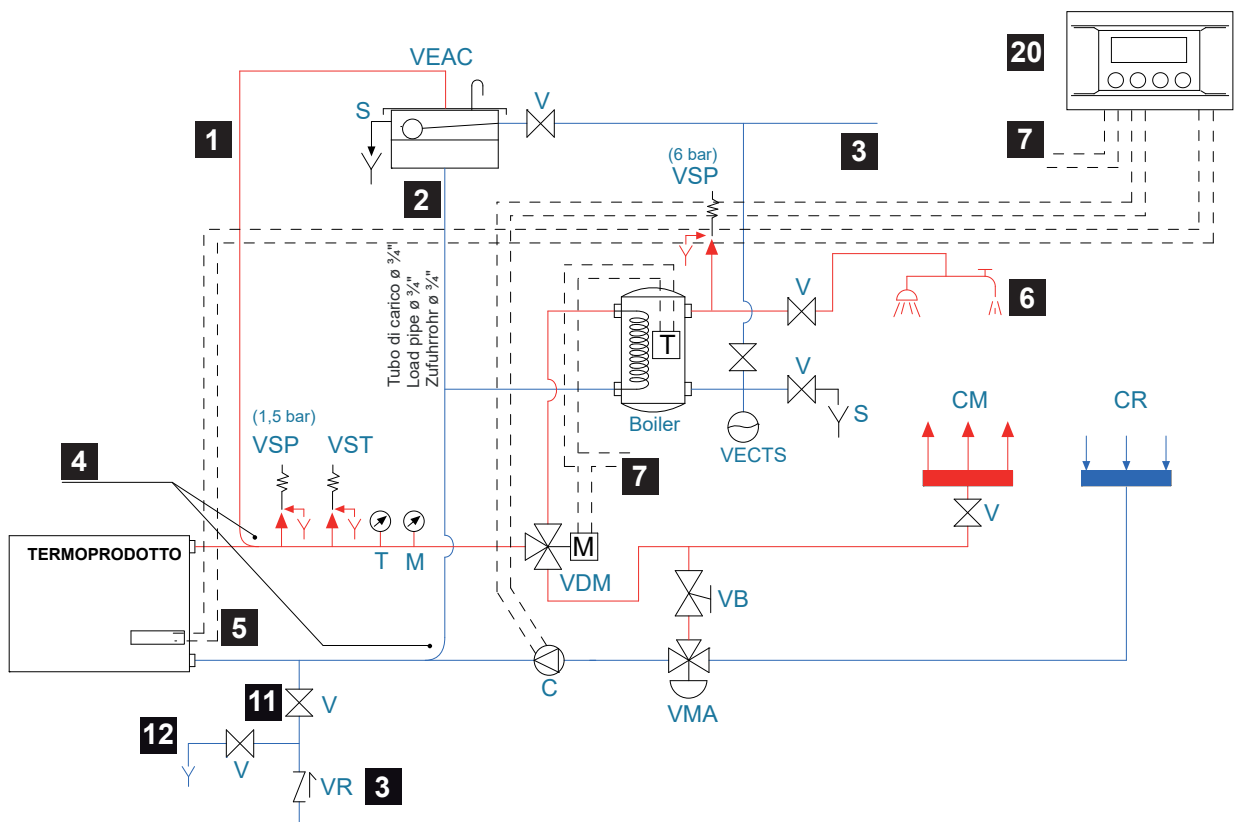 VEAC
20
S
V
1
3
7
(6 bar)
VSP
2
Tubo di carico ø ¾"
Load pipe ø ¾"
Zufuhrrohr ø ¾"
V
6
T
(1,5 bar)
VSP
VST
V
S
CM
CR
Boiler
VECTS
4
7
V
TERMOPRODOTTO
T
M
M
VDM
VB
5
C
VMA
11
V
12
V
VR
3